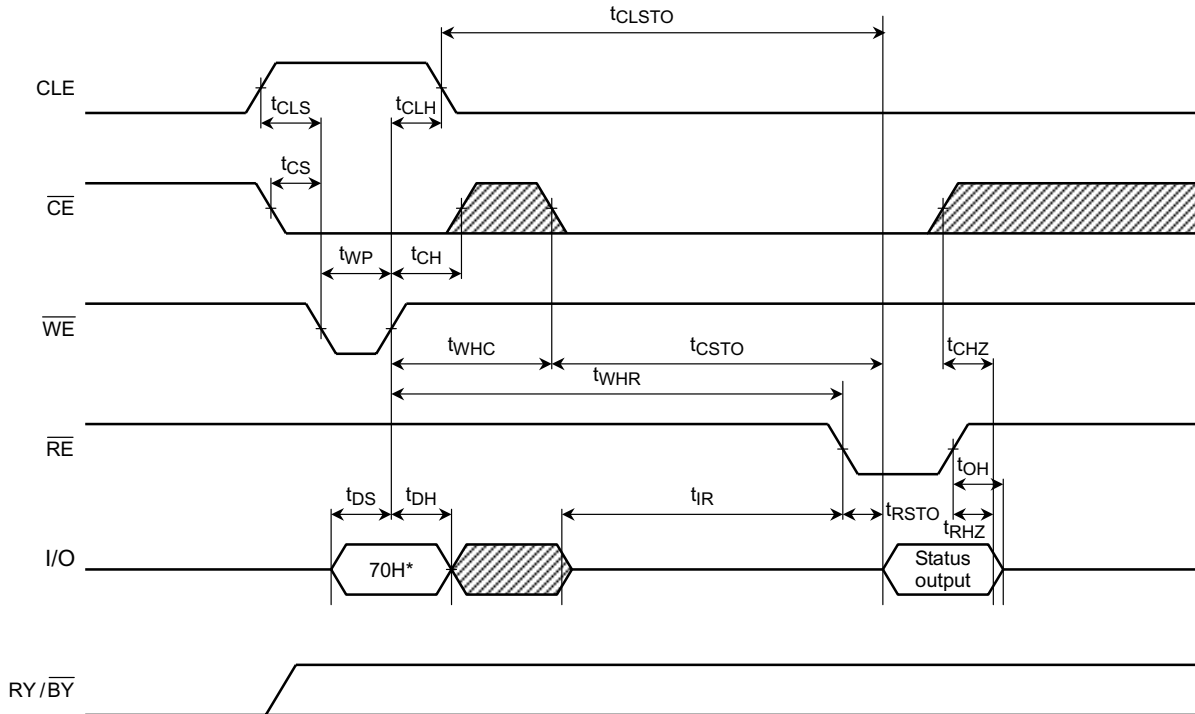 tCLSTO
CLE
tCLS
tCLH
tCS
CE
tWP
tCH
WE
tWHC
tCSTO
tCHZ
tWHR
RE
tOH
tDS
tDH
tIR
tRSTO
tRHZ
I/O
70H*
Status
output
RY/BY